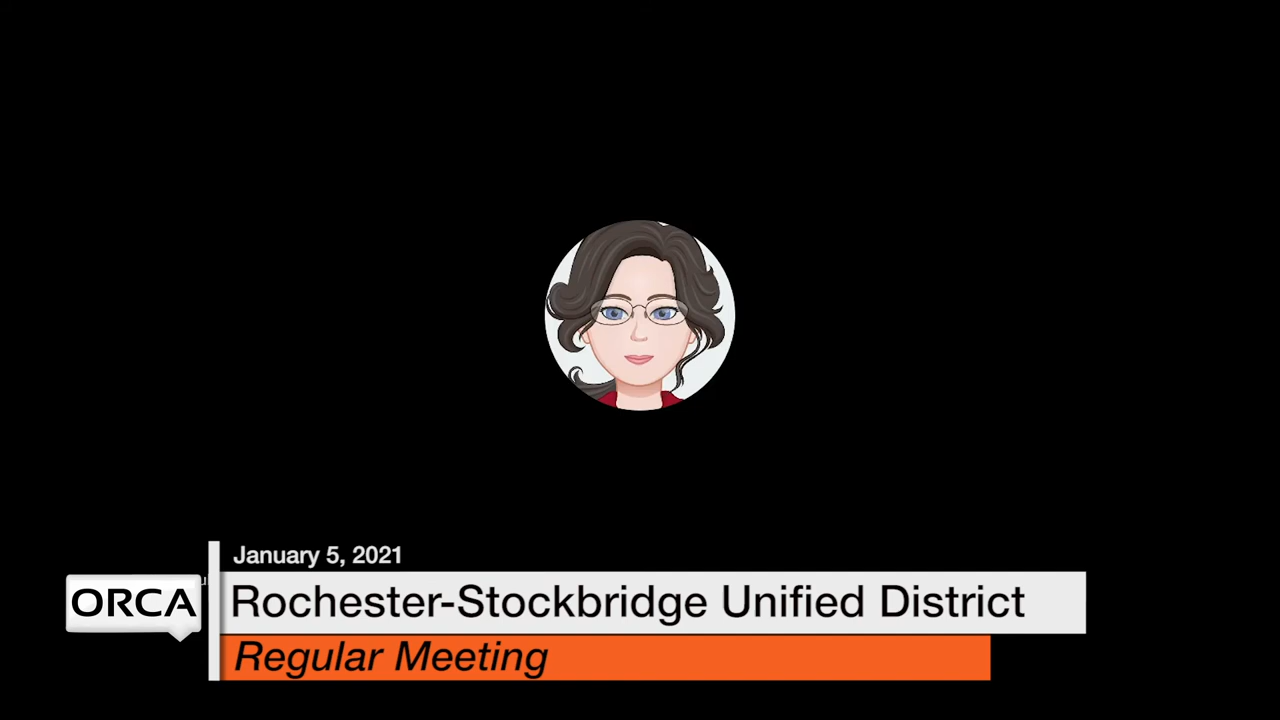 January 5, 2021
ORCA
Rochester-Stockbridge Unified District
Regular Meeting